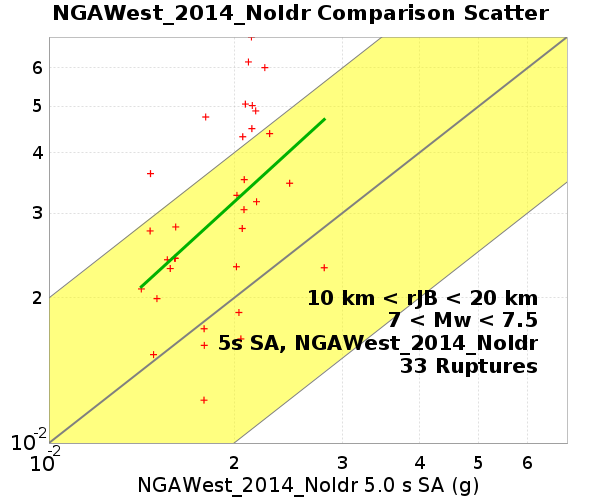 NGAWest_2014_NoIdr Comparison Scatter
6
5
4
3
2
10 km < rJB < 20 km
7 < Mw < 7.5
5s SA, NGAWest_2014_NoIdr
33 Ruptures
10-2
10-2
2 3 4 5 6
NGAWest_2014_NoIdr 5.0 s SA (g)